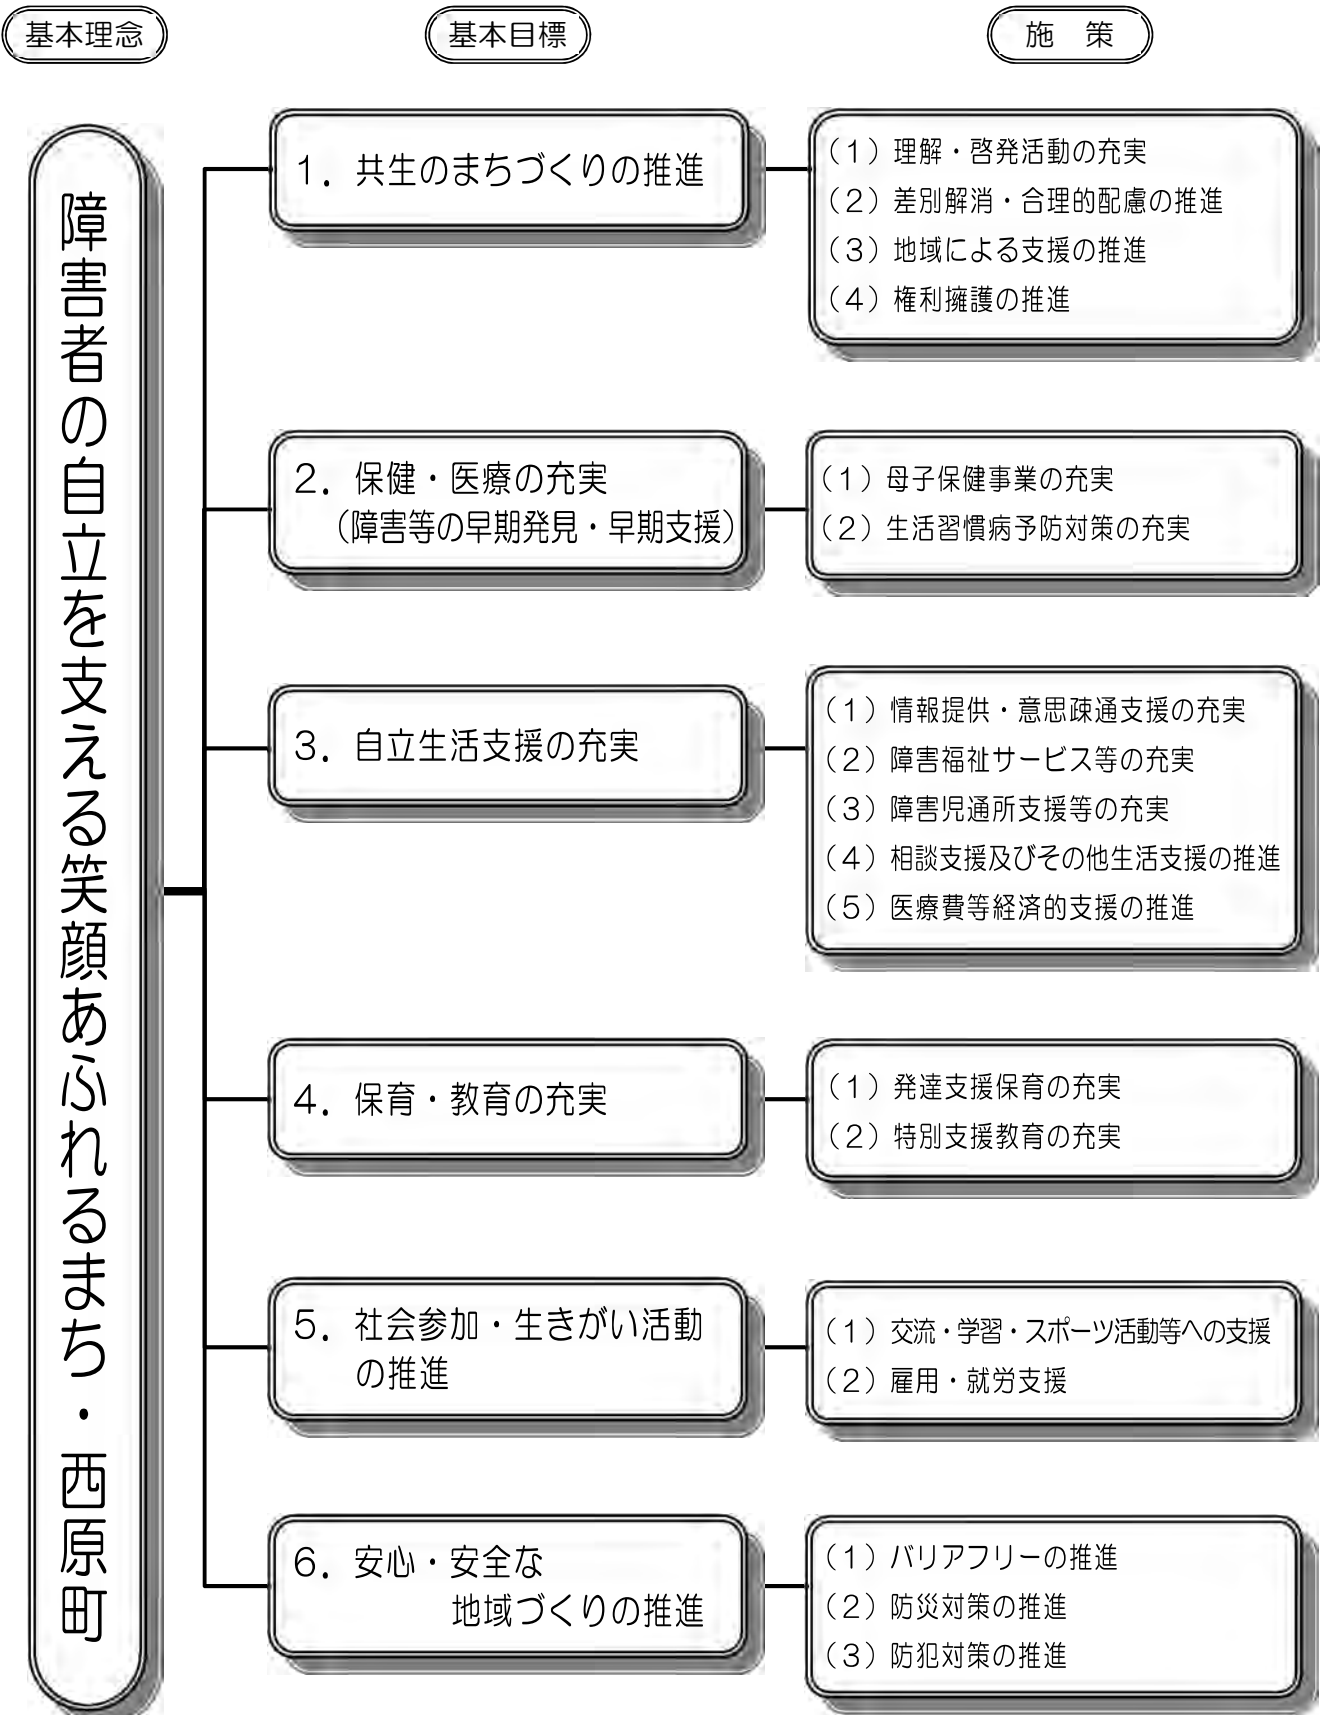 基本理念
基本目標
施　策
障害者の自立を支える笑顔あふれるまち・西原町
1．共生のまちづくりの推進
（1）理解・啓発活動の充実
（2）差別解消・合理的配慮の推進
（3）地域による支援の推進
（4）権利擁護の推進
2．保健・医療の充実
（障害等の早期発見・早期支援）
（1）母子保健事業の充実
（2）生活習慣病予防対策の充実
3．自立生活支援の充実
（1）情報提供・意思疎通支援の充実
（2）障害福祉サービス等の充実
（3）障害児通所支援等の充実
（4）相談支援及びその他生活支援の推進
（5）医療費等経済的支援の推進
4．保育・教育の充実
（1）発達支援保育の充実
（2）特別支援教育の充実
5．社会参加・生きがい活動
の推進
（1）交流・学習・スポーツ活動等への支援
（2）雇用・就労支援
6．安心・安全な
地域づくりの推進
（1）バリアフリーの推進
（2）防災対策の推進
（3）防犯対策の推進